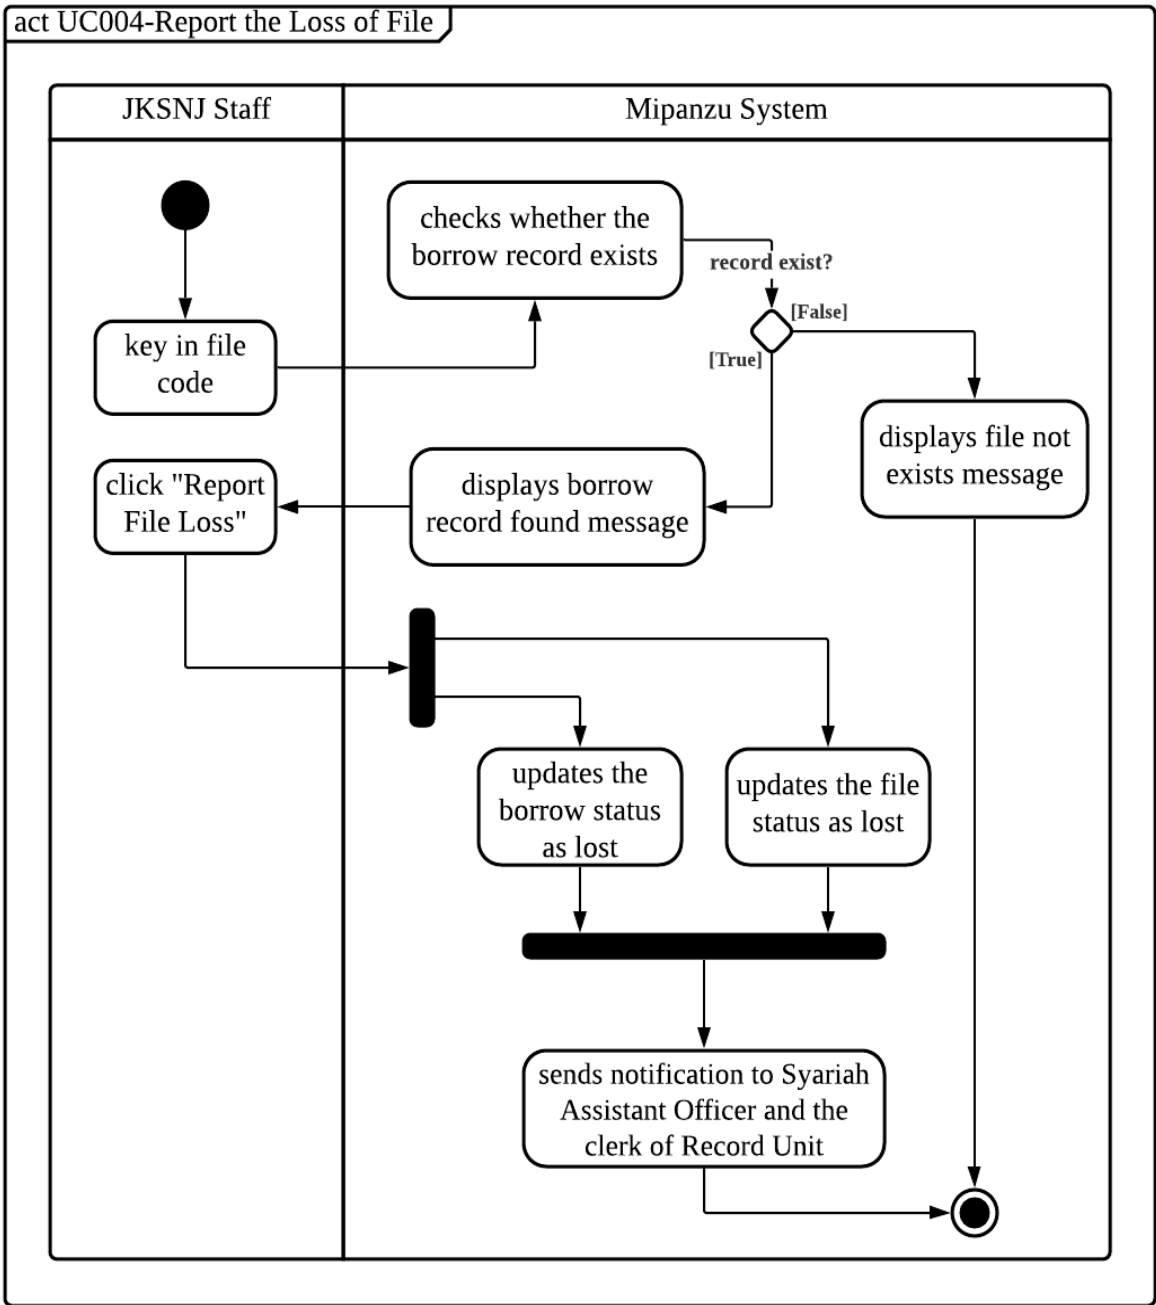 act UC004-Report the Loss of File
JKSNJ Staff
Mipanzu System
checks whether the
borrow record exists
record exist?
[False]
[True]
key in file
code
displays file not
exists message
click "Report
File Loss"
displays borrow
record found message
updates the
borrow status
as lost
updates the file
status as lost
sends notification to Syariah
Assistant Officer and the
clerk of Record Unit